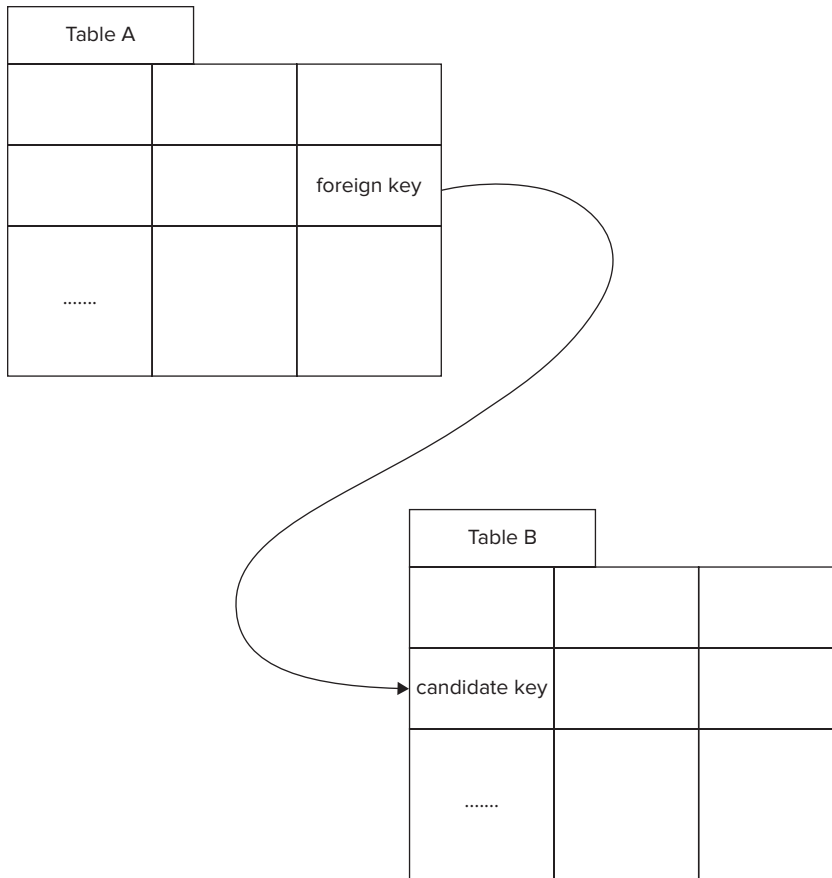 Table A
foreign key
.......
Table B
candidate key
.......